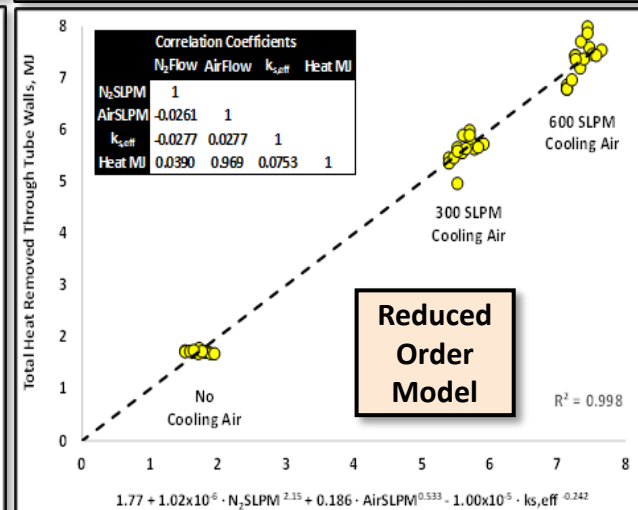 Total Heat Removed Through Tube Walls, MJ
8
7
6
5
4
3
2
1
0
Correlation Coefficients
N₂Flow AirFlow k_s,eff Heat MJ
N₂SLPM 1
AirSLPM -0.0261 1
k_s,eff -0.0277 0.0277 1
Heat MJ 0.0390 0.969 0.0753 1
600 SLPM
Cooling Air
300 SLPM
Cooling Air
Reduced
Order
Model
No
Cooling Air
R² = 0.998
0 1 2 3 4 5 6 7 8
1.77 + 1.02x10⁻⁶ · N₂SLPM ²·¹⁵ + 0.186 · AirSLPM⁰·⁵³³ - 1.00x10⁻⁵ · ks,eff ⁻⁰·²⁴²